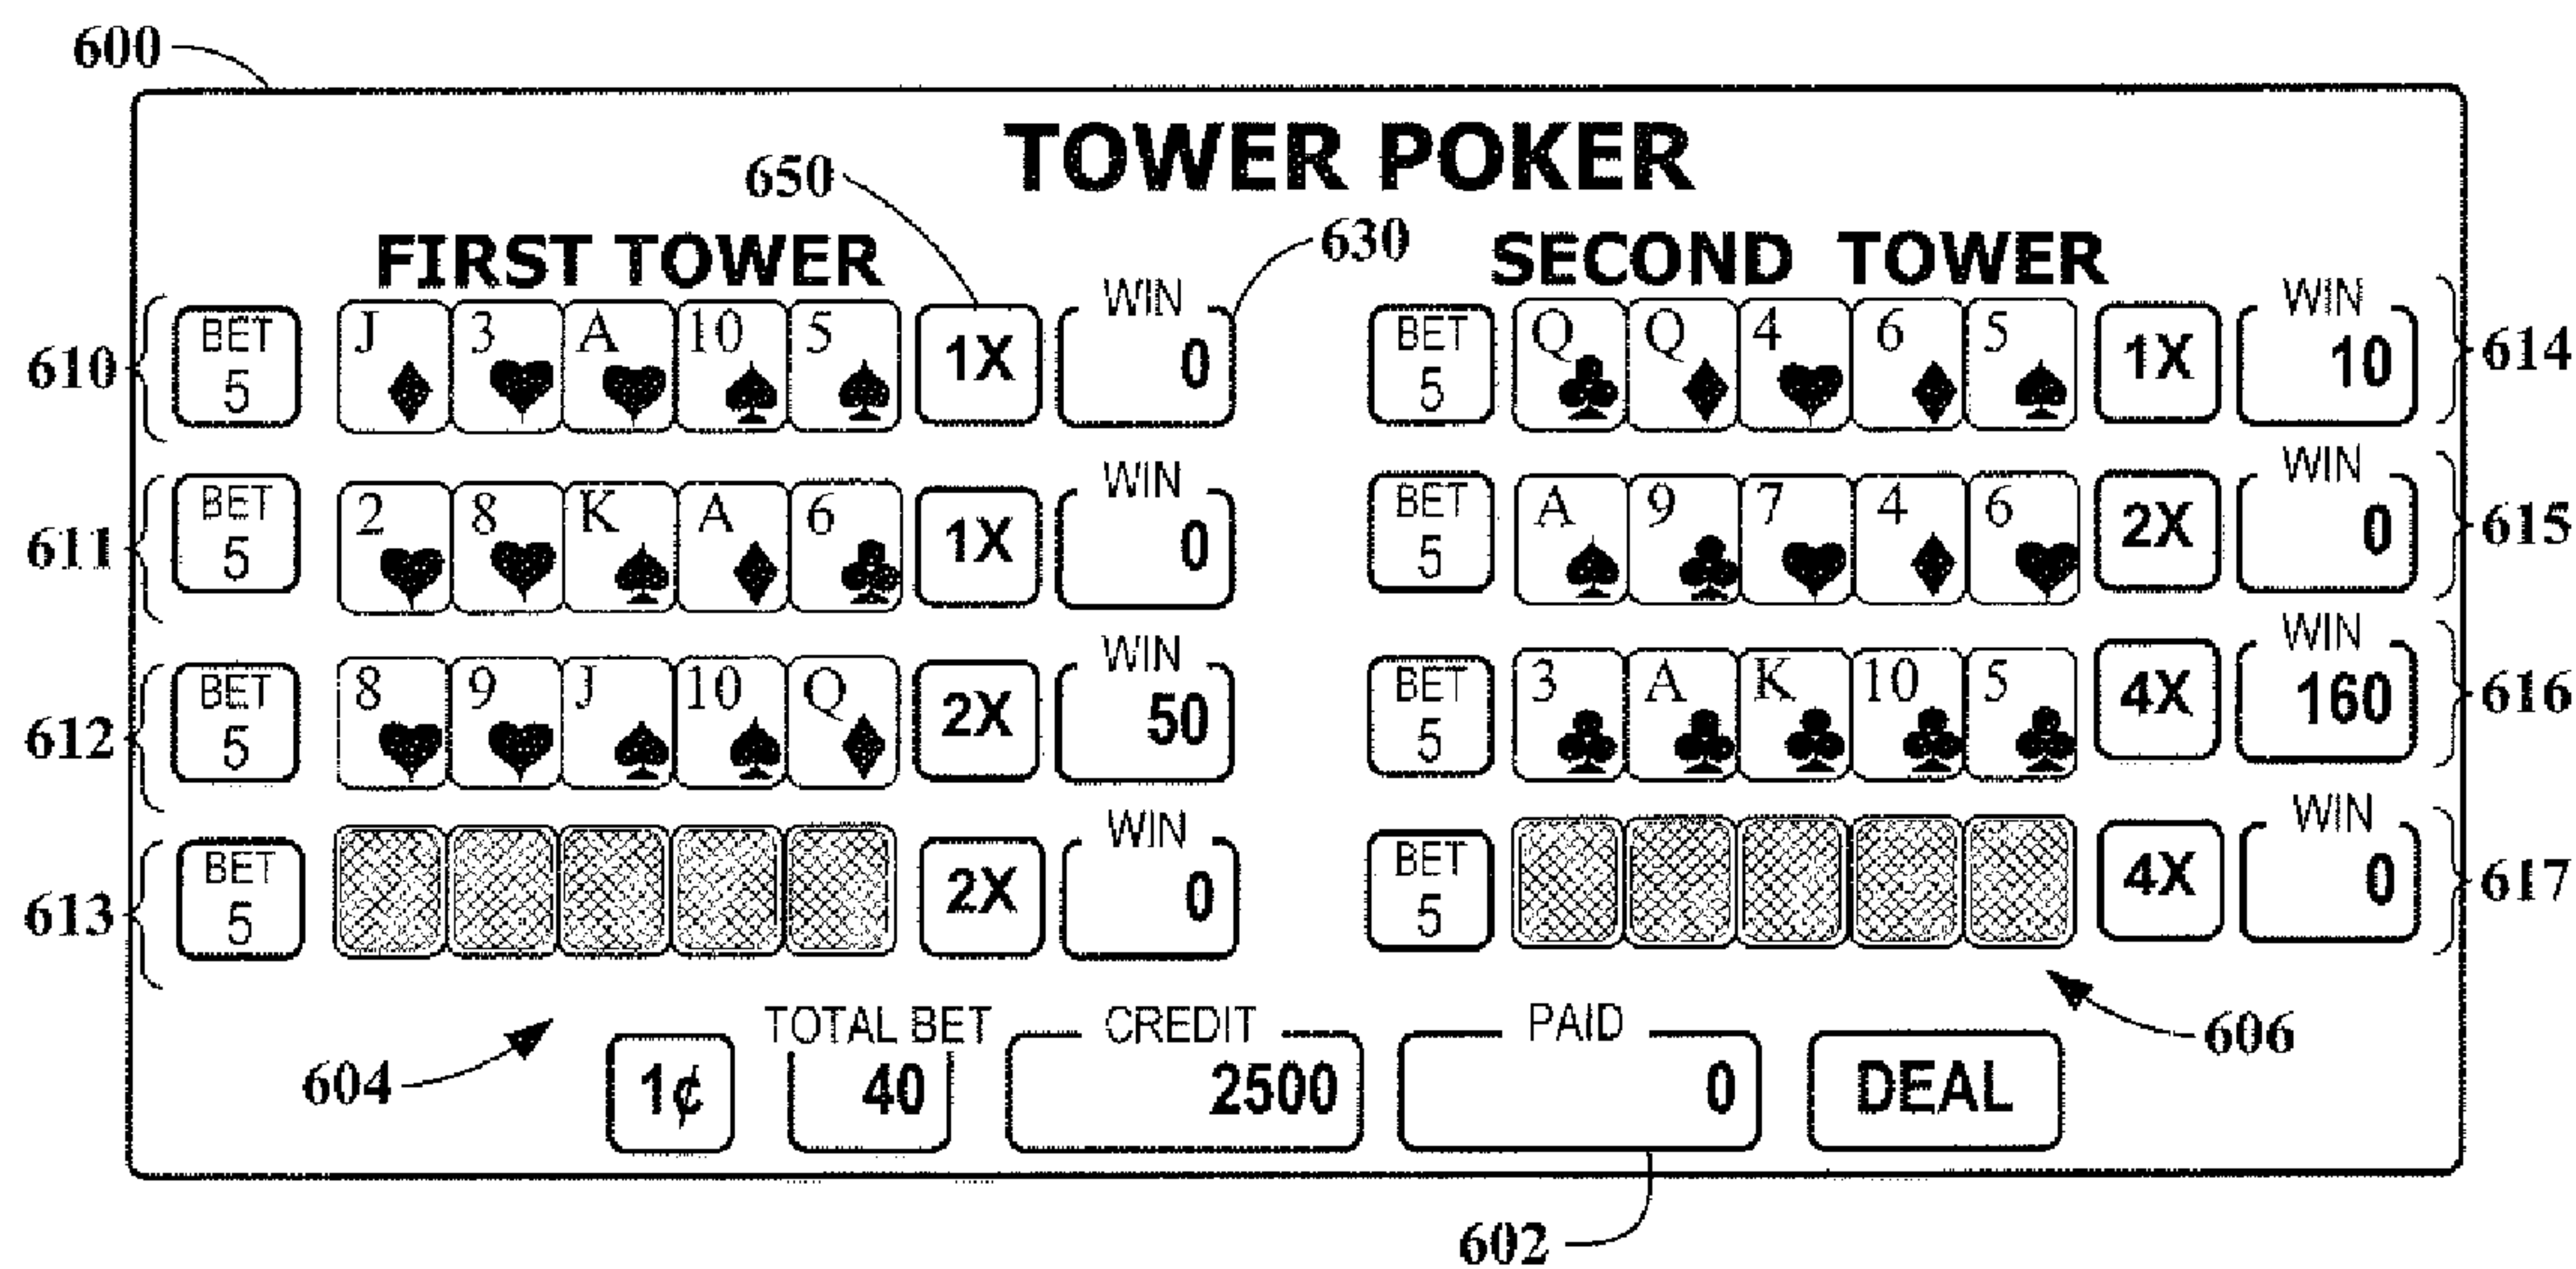 600
TOWER POKER
650
630
FIRST TOWER
SECOND TOWER
610 BET 5 J 3 A 10 5 1X WIN 0
BET 5 Q Q 4 6 5 1X WIN 10 614
611 BET 5 2 8 K A 6 1X WIN 0
BET 5 A 9 7 4 6 2X WIN 0 615
612 BET 5 8 9 J 10 Q 2X WIN 50
BET 5 3 A K 10 5 4X WIN 160 616
613 BET 5 2X WIN 0
BET 5 4X WIN 0 617
604
606
1¢ TOTAL BET 40 CREDIT 2500 PAID 0 DEAL
602